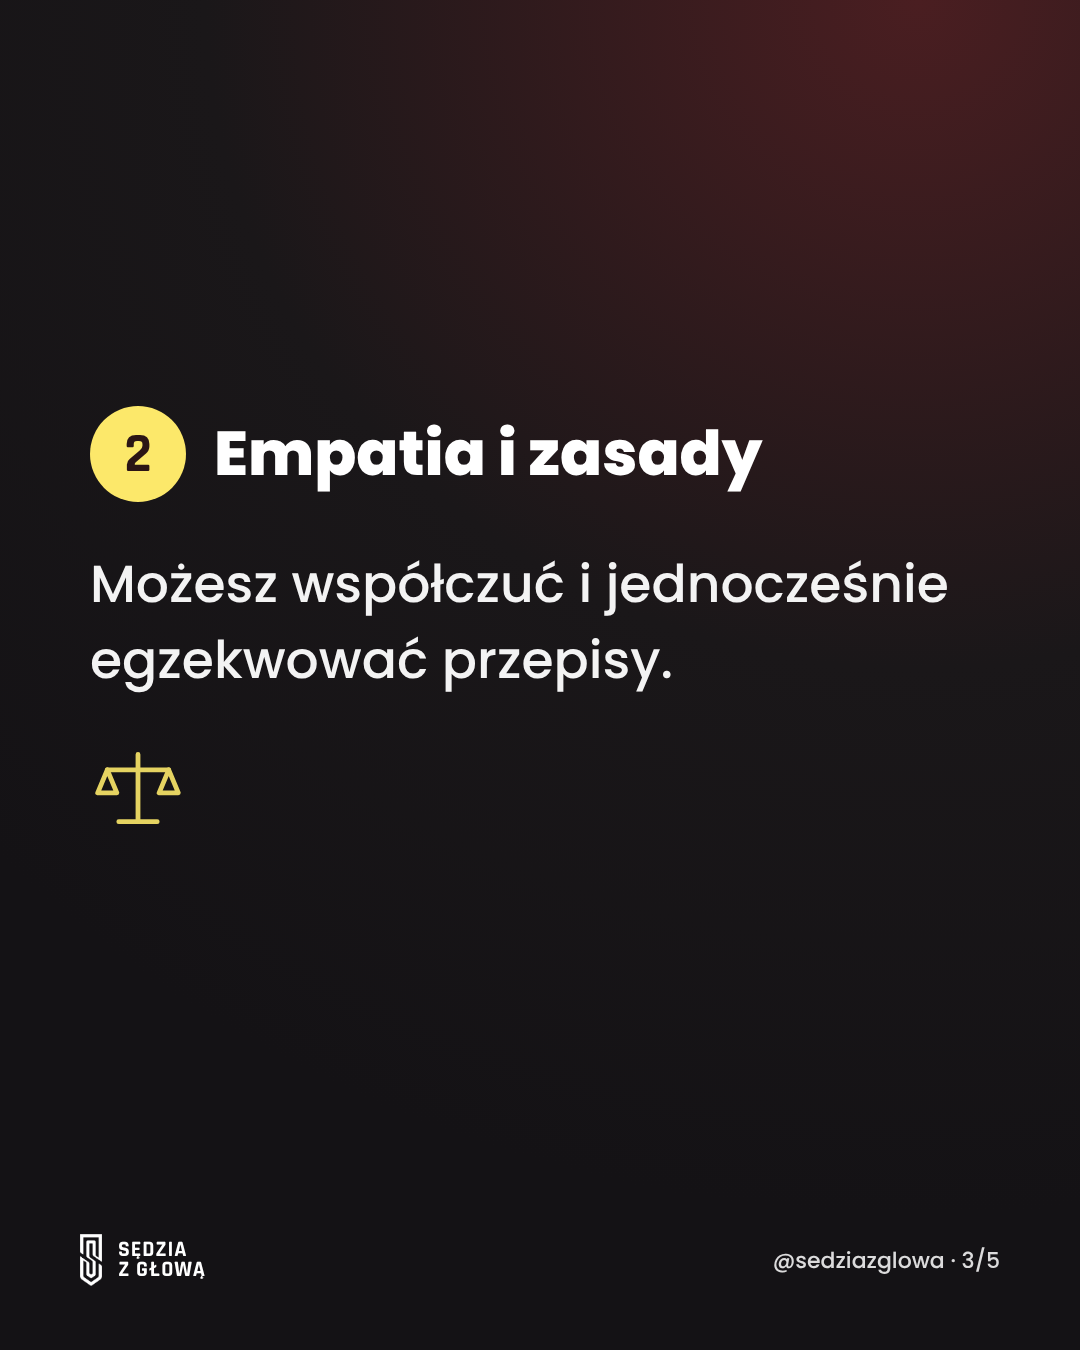 2 Empatia i zasady
Możesz współczuć i jednocześnie
egzekwować przepisy.
SĘDZIA
Z GŁOWĄ
@sedziazglowa · 3/5